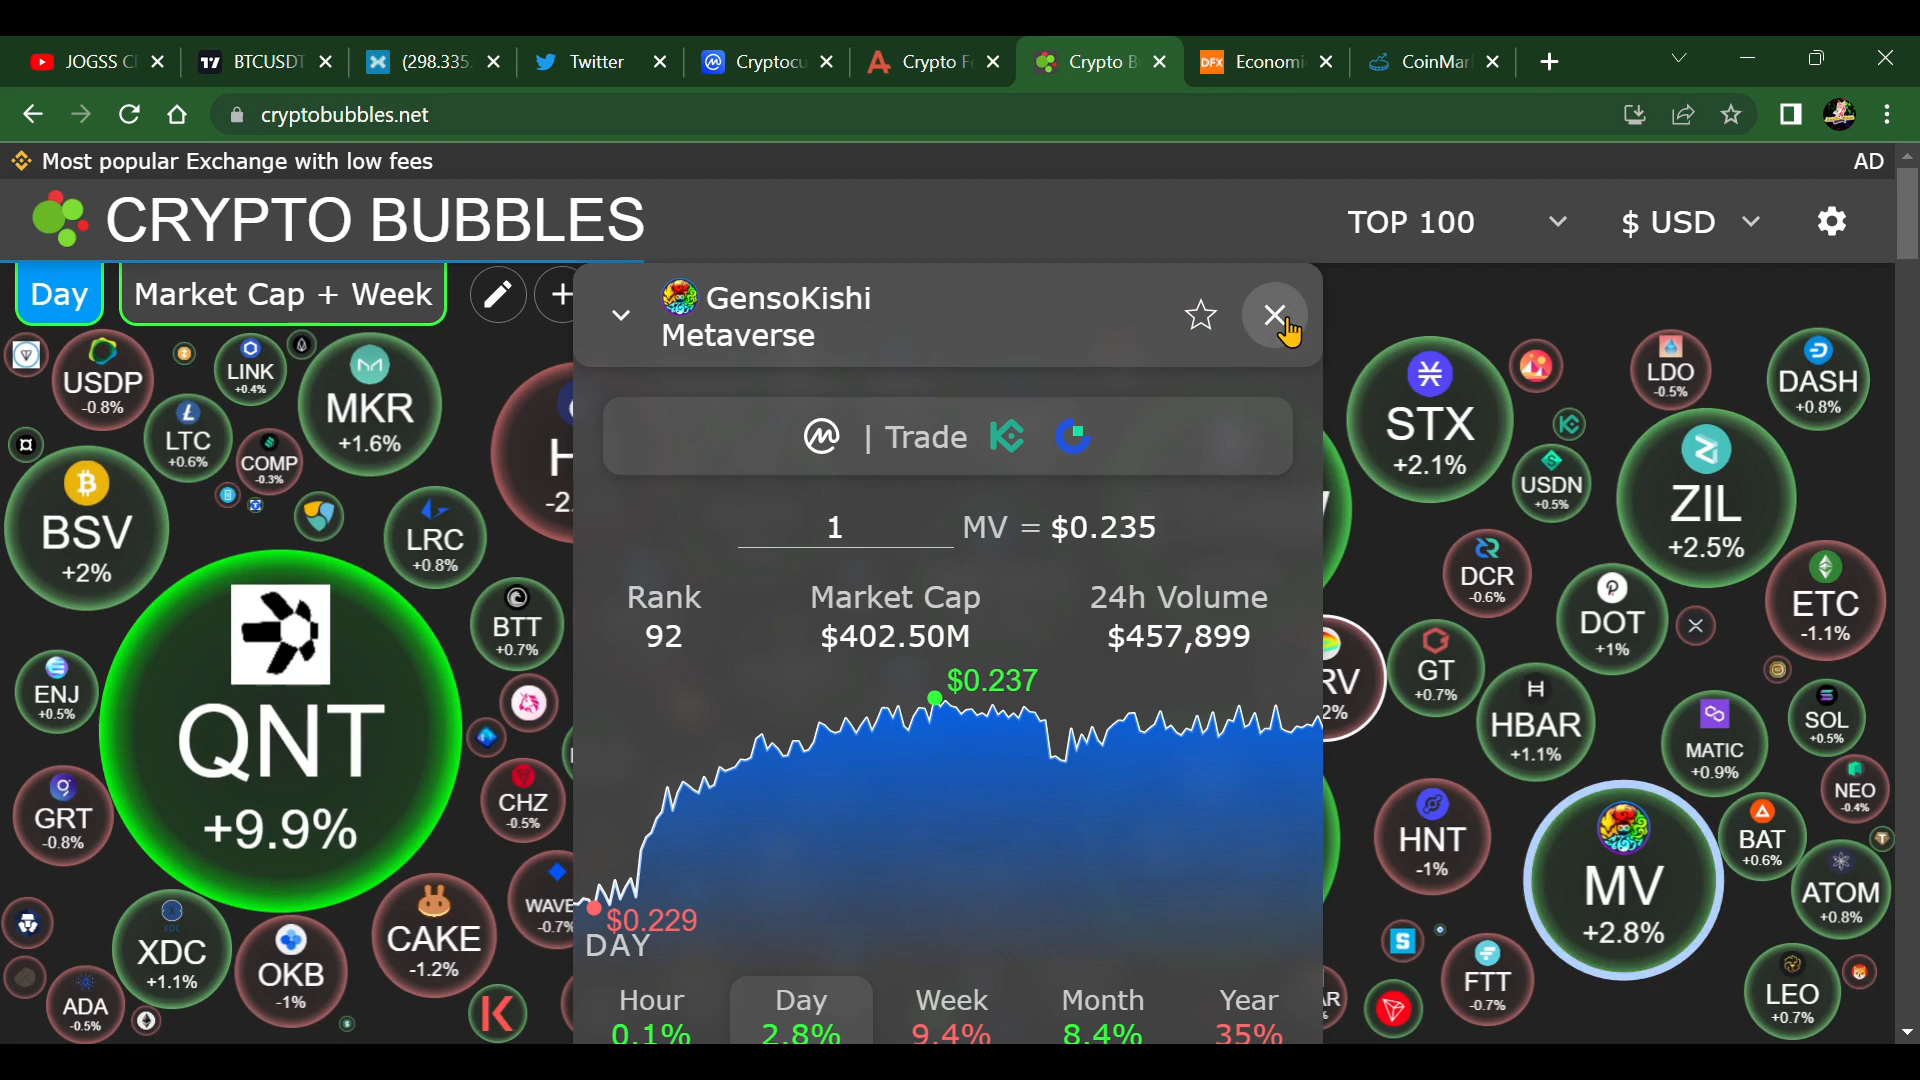 JOGSS C
BTCUSDT
(298.335.
Twitter
Cryptocu
Crypto F
Crypto B
Economi
CoinMar
cryptobubbles.net
Most popular Exchange with low fees
AD
CRYPTO BUBBLES
TOP 100
$ USD
Day
Market Cap + Week
GensoKishi
Metaverse
| Trade
1 MV = $0.235
Rank
92
Market Cap
$402.50M
24h Volume
$457,899
$0.237
$0.229
DAY
Hour
0.1%
Day
2.8%
Week
9.4%
Month
8.4%
Year
35%
USDP
-0.8%
LINK
+0.4%
MKR
+1.6%
LTC
+0.6%
COMP
-0.3%
BSV
+2%
LRC
+0.8%
H
-2.
QNT
+9.9%
BTT
+0.7%
ENJ
+0.5%
GRT
-0.8%
CHZ
-0.5%
XDC
+1.1%
OKB
-1%
CAKE
-1.2%
WAVE
-0.7%
ADA
-0.5%
STX
+2.1%
LDO
-0.5%
DASH
+0.8%
USDN
+0.5%
ZIL
+2.5%
DCR
-0.6%
DOT
+1%
ETC
-1.1%
RV
2%
GT
+0.7%
HBAR
+1.1%
MATIC
+0.9%
SOL
+0.5%
NEO
-0.4%
HNT
-1%
MV
+2.8%
BAT
+0.6%
ATOM
+0.8%
FTT
-0.7%
LEO
+0.7%
AR